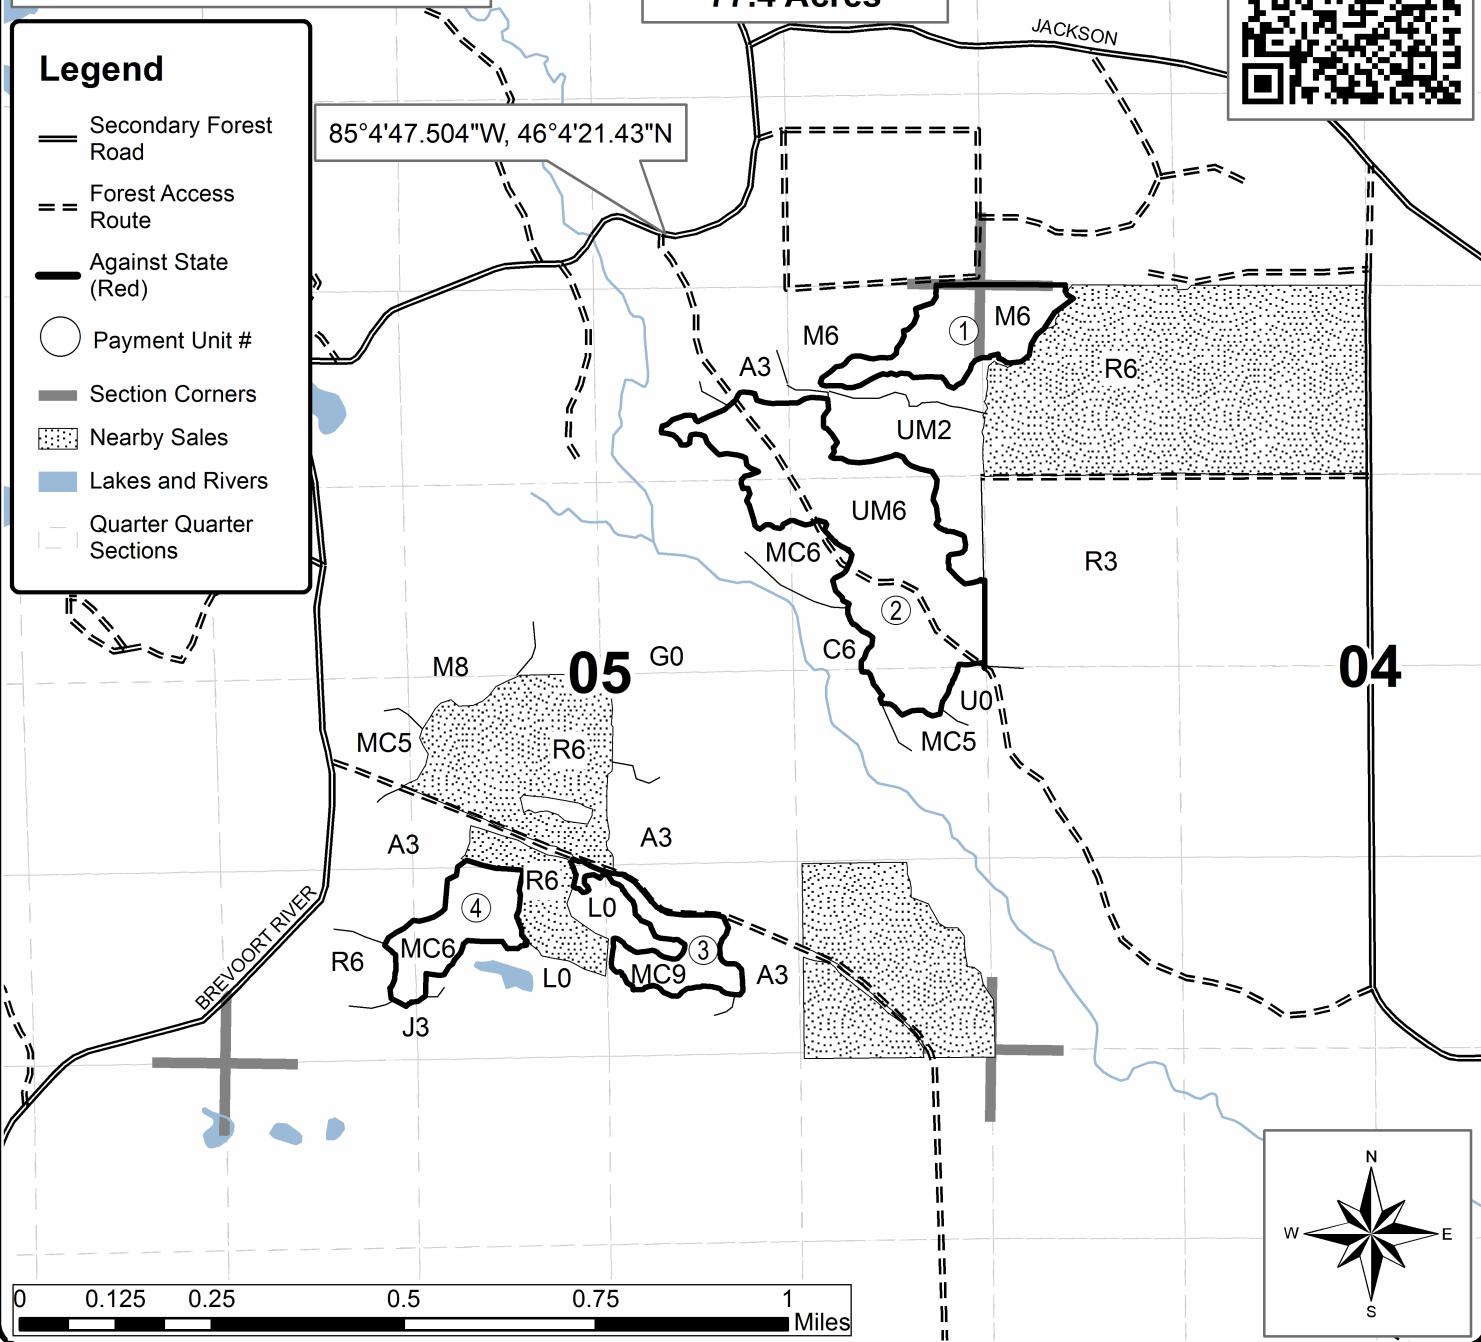 77.4 Acres
JACKSON
Legend
Secondary Forest
Road
Forest Access
Route
Against State
(Red)
Payment Unit #
Section Corners
Nearby Sales
Lakes and Rivers
Quarter Quarter
Sections
85°4'47.504"W, 46°4'21.43"N
M6
1
M6
A3
R6
UM2
UM6
MC6
R3
2
C6
G0
M8
05
04
U0
MC5
MC5
R6
A3
A3
R6
4
L0
3
MC6
R6
L0
MC9
A3
J3
BREVOORT RIVER
N
W
E
S
0 0.125 0.25 0.5 0.75 1
Miles